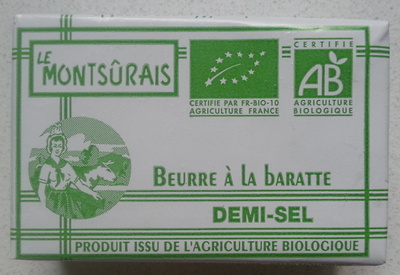 LE
MONTSÛRAIS
CERTIFIÉ PAR FR-BIO-10
AGRICULTURE FRANCE
CERTIFIÉ
AB
AGRICULTURE
BIOLOGIQUE
BEURRE À LA BARATTE
DEMI-SEL
PRODUIT ISSU DE L'AGRICULTURE BIOLOGIQUE